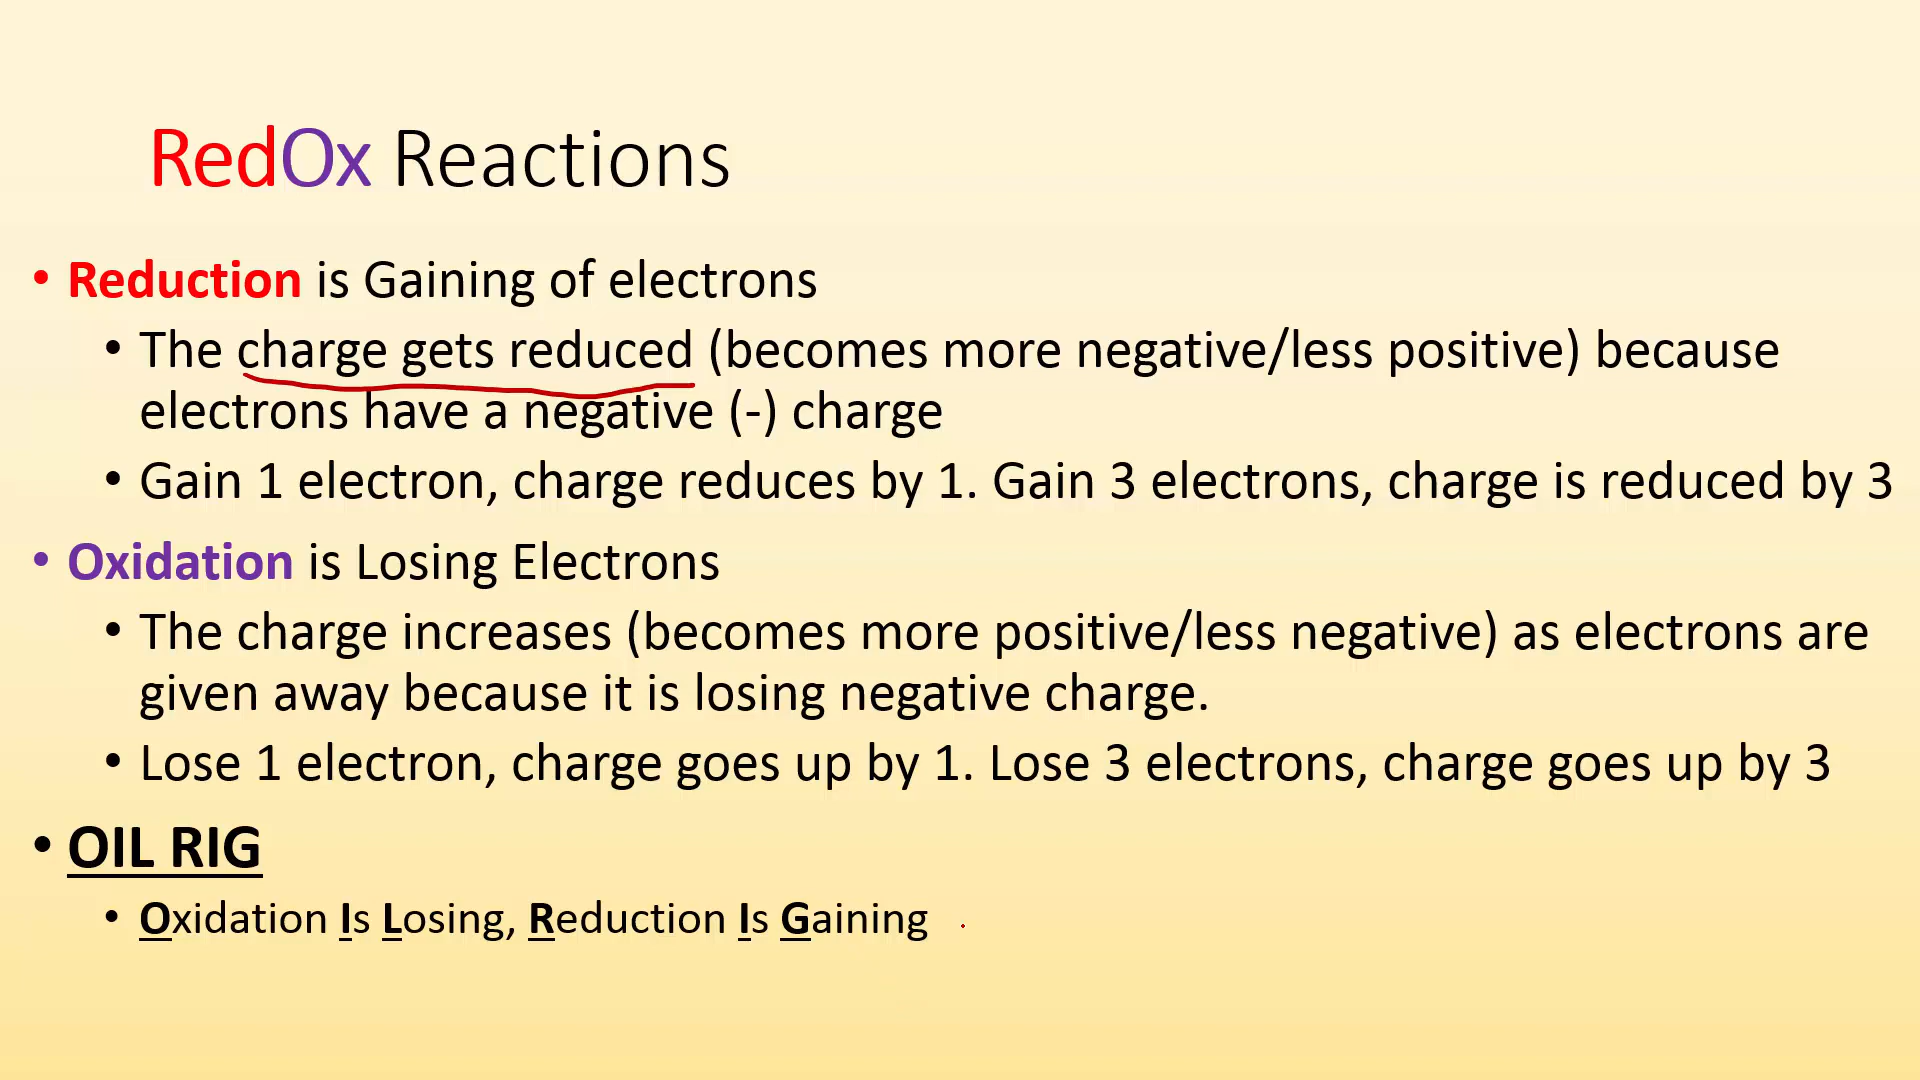 RedOx Reactions
• Reduction is Gaining of electrons
• The charge gets reduced (becomes more negative/less positive) because
electrons have a negative (-) charge
• Gain 1 electron, charge reduces by 1. Gain 3 electrons, charge is reduced by 3
• Oxidation is Losing Electrons
• The charge increases (becomes more positive/less negative) as electrons are
given away because it is losing negative charge.
• Lose 1 electron, charge goes up by 1. Lose 3 electrons, charge goes up by 3
• OIL RIG
• Oxidation Is Losing, Reduction Is Gaining